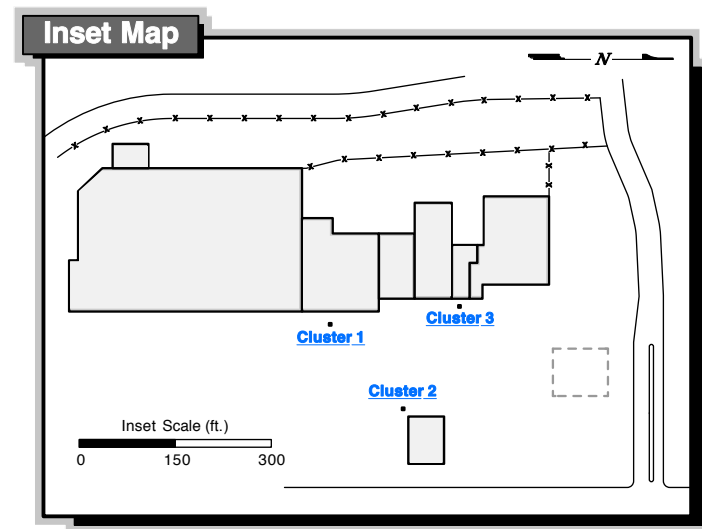 Inset Map
N
Cluster 1
Cluster 3
Cluster 2
Inset Scale (ft.)
0 150 300